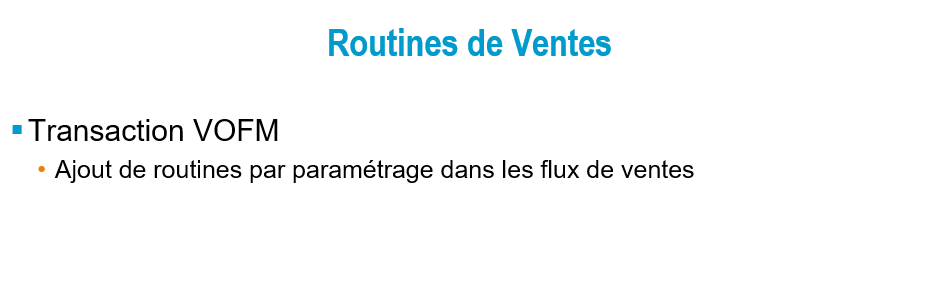 Routines de Ventes
Transaction VOFM
Ajout de routines par paramétrage dans les flux de ventes